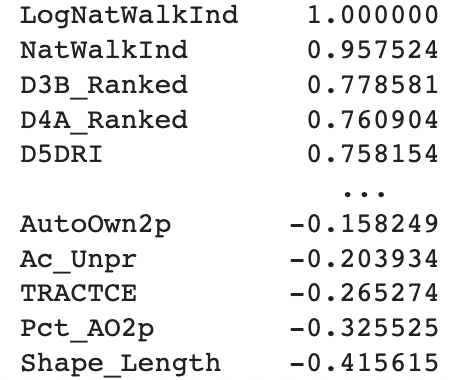 LogNatWalkInd 1.000000
NatWalkInd 0.957524
D3B_Ranked 0.778581
D4A_Ranked 0.760904
D5DRI 0.758154
...
AutoOwn2p -0.158249
Ac_Unpr -0.203934
TRACTCE -0.265274
Pct_AO2p -0.325525
Shape_Length -0.415615